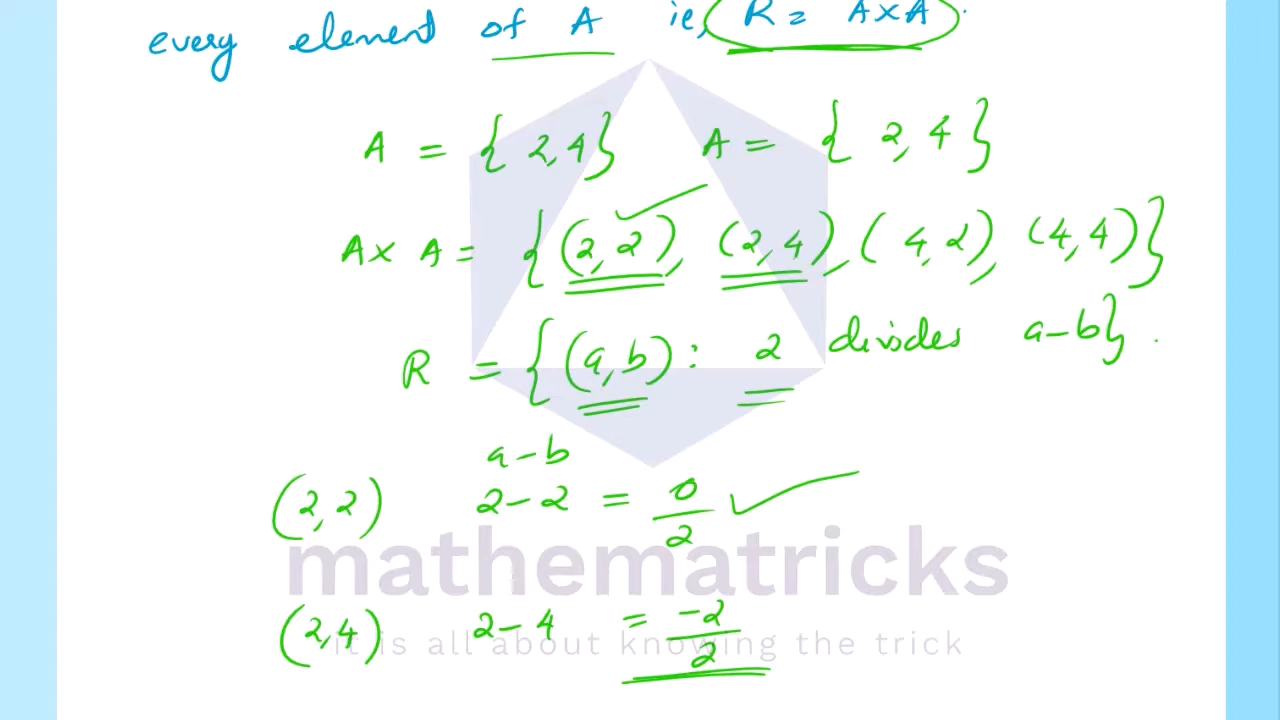 every element of A ie, R = A×A.
A = {2,4} A = {2,4}
A×A = {(2,2), (2,4), (4,2), (4,4)}
R = {(a,b): 2 divides a-b}.
a-b
(2,2) 2-2 = 0/2 ✓
mathematricks
(2,4) 2-4 = -2/2
it is all about knowing the trick